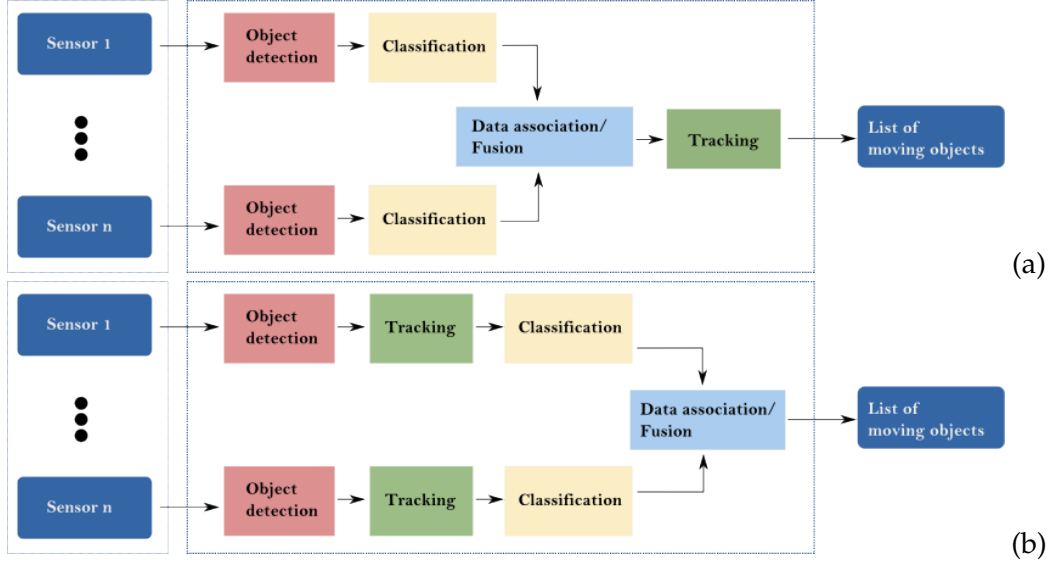 Sensor 1
Object
detection
Classification
Data association/
Fusion
Tracking
List of
moving objects
Sensor n
Object
detection
Classification
(a)
Sensor 1
Object
detection
Tracking
Classification
Data association/
Fusion
List of
moving objects
Sensor n
Object
detection
Tracking
Classification
(b)